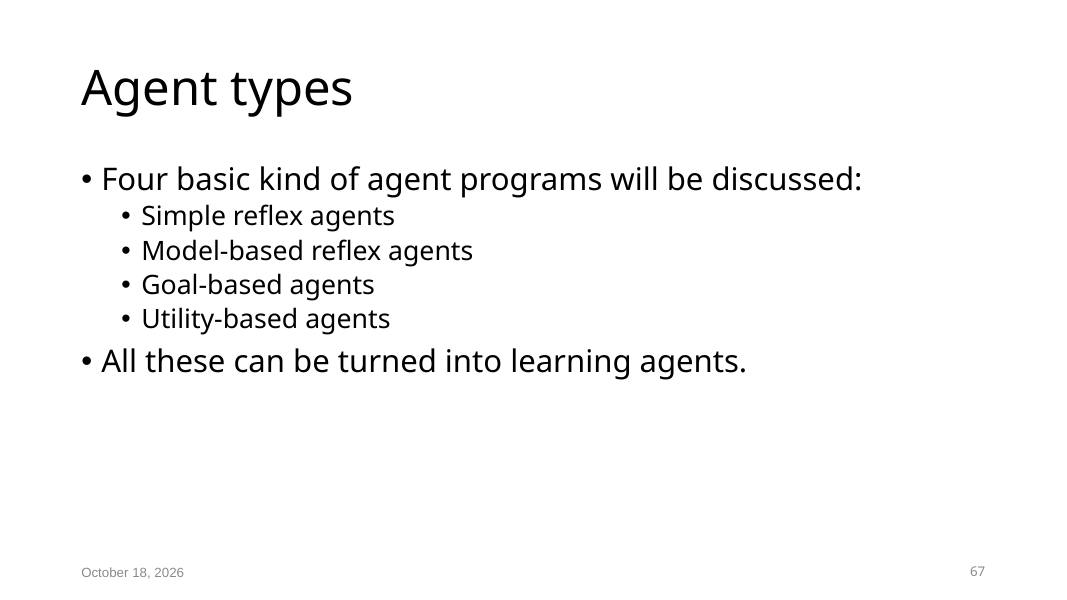 Agent types
• Four basic kind of agent programs will be discussed:
• Simple reflex agents
• Model-based reflex agents
• Goal-based agents
• Utility-based agents
• All these can be turned into learning agents.
October 18, 2026
67